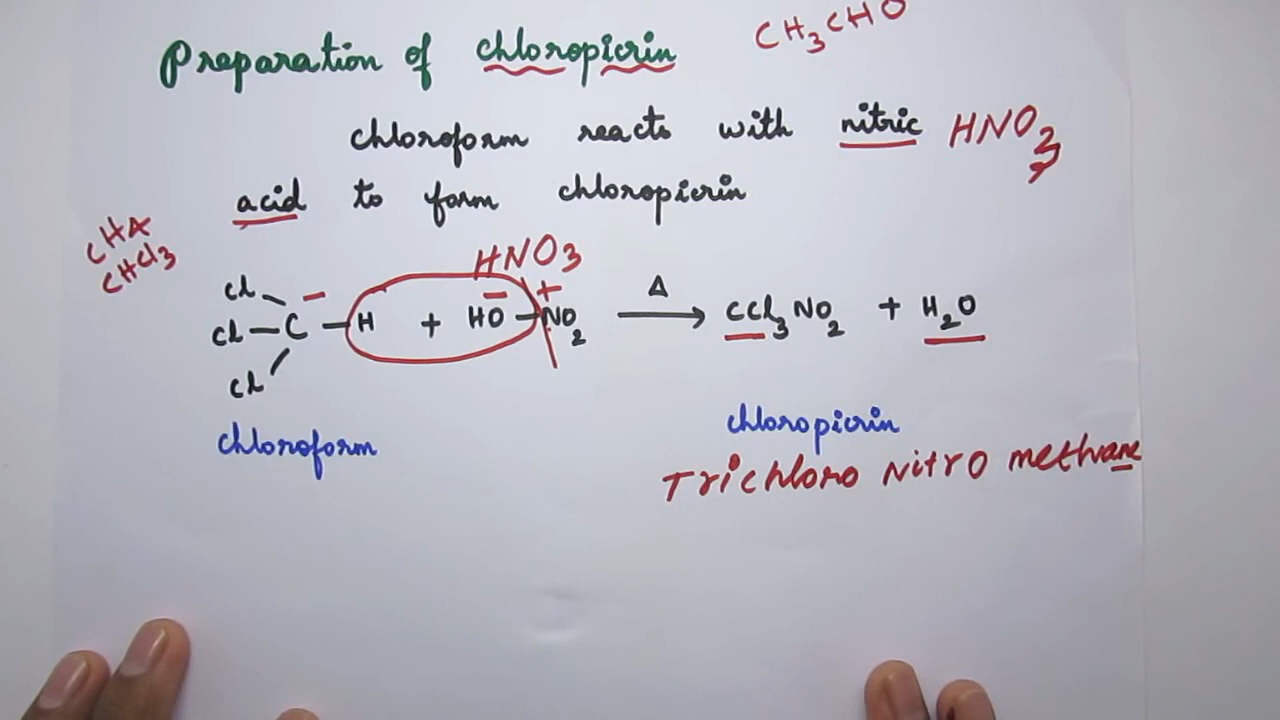 Preparation of chloropicrin CH3CHO
chloroform reacts with nitric HNO3
acid to form chloropicrin
CH4
CHCl3
HNO3
Cl − +
Cl — C — H + HO — NO2 Δ → CCl3NO2 + H2O
Cl
chloroform
chloropicrin
Trichloro Nitro methane